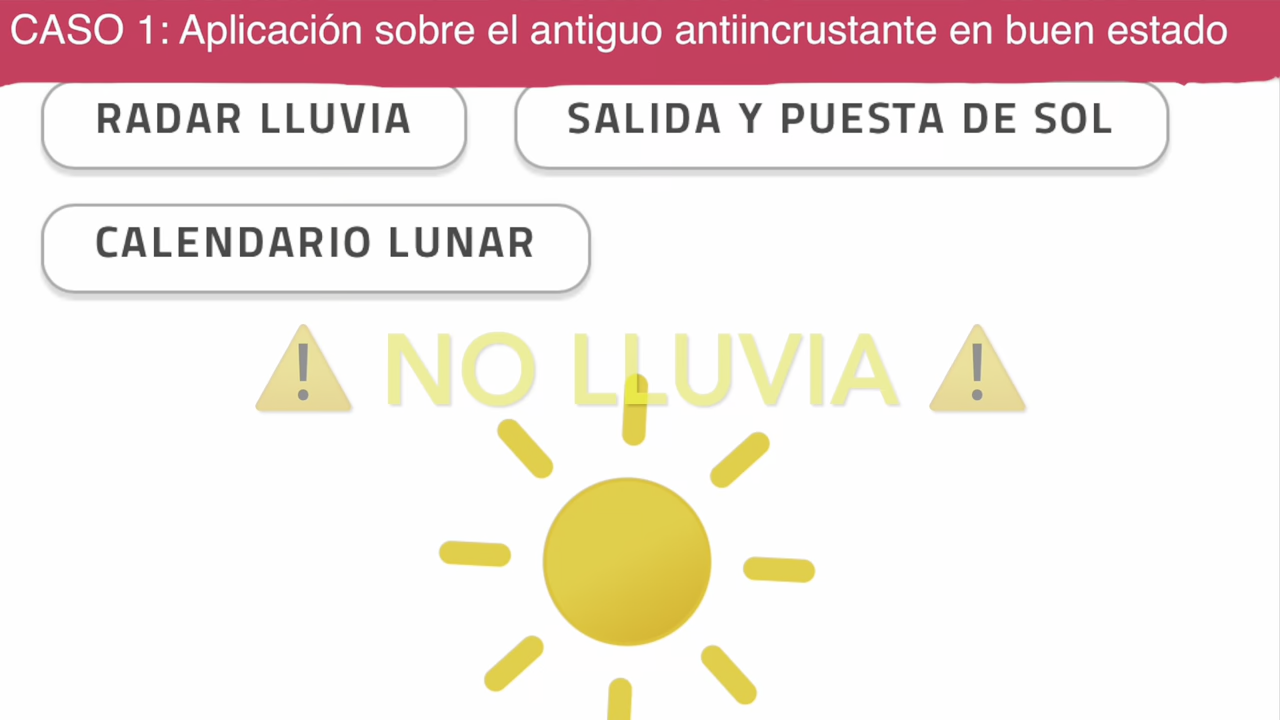 CASO 1: Aplicación sobre el antiguo antiincrustante en buen estado
RADAR LLUVIA
SALIDA Y PUESTA DE SOL
CALENDARIO LUNAR
! NO LLUVIA !